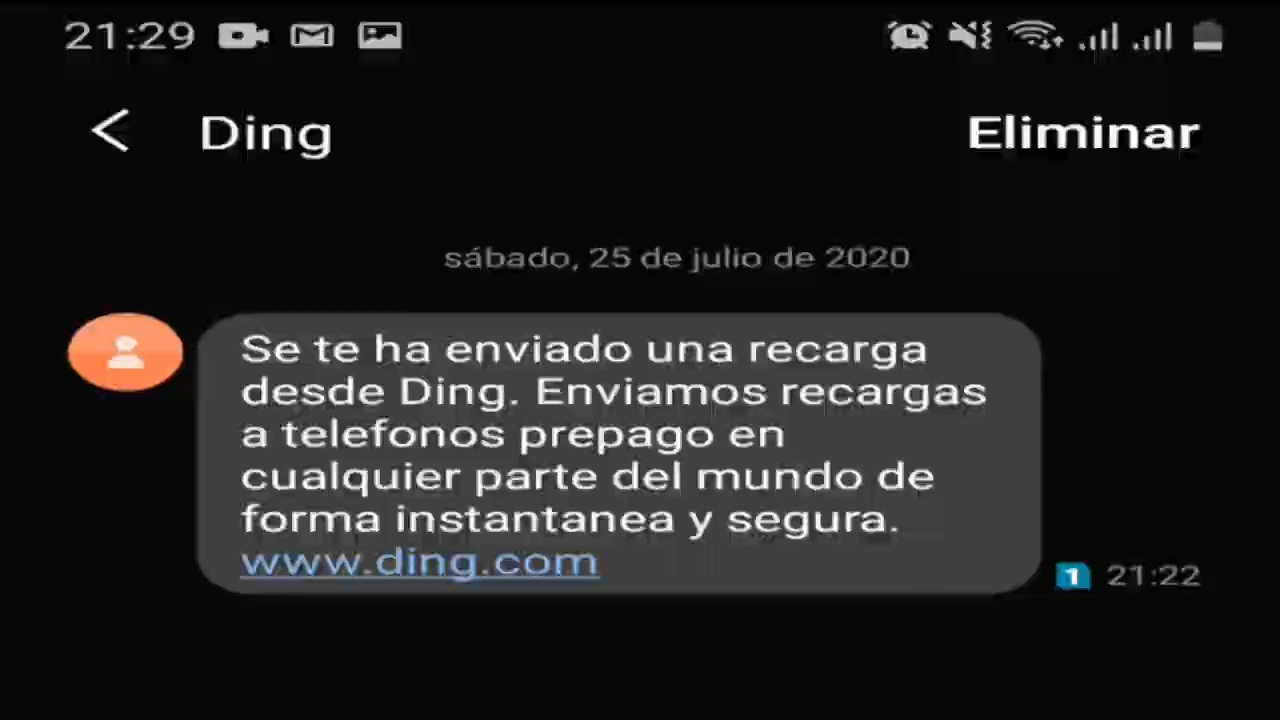 21:29
Ding
Eliminar
sábado, 25 de julio de 2020
Se te ha enviado una recarga
desde Ding. Enviamos recargas
a telefonos prepago en
cualquier parte del mundo de
forma instantanea y segura.
www.ding.com
1 21:22